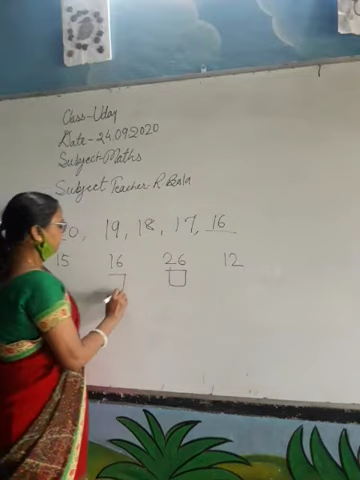 Class-Uday
Date-24.09.2020
Subject-Maths
Subject Teacher-R Bala
20, 19, 18, 17, 16
15 16 26 12